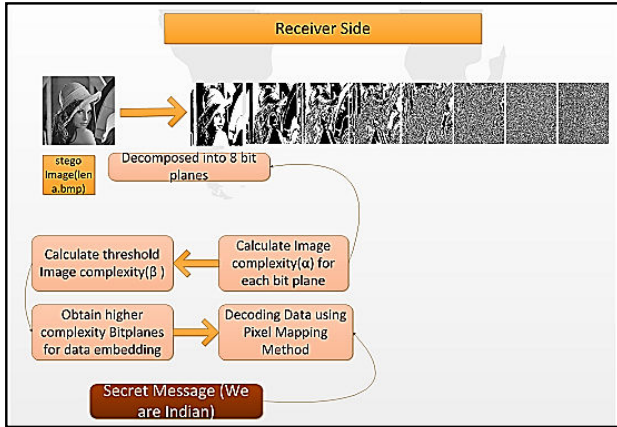 Receiver Side
stego
Image(len
a.bmp)
Decomposed into 8 bit
planes
Calculate threshold
Image complexity(β )
Calculate Image
complexity(α) for
each bit plane
Obtain higher
complexity Bitplanes
for data embedding
Decoding Data using
Pixel Mapping
Method
Secret Message (We
are Indian)